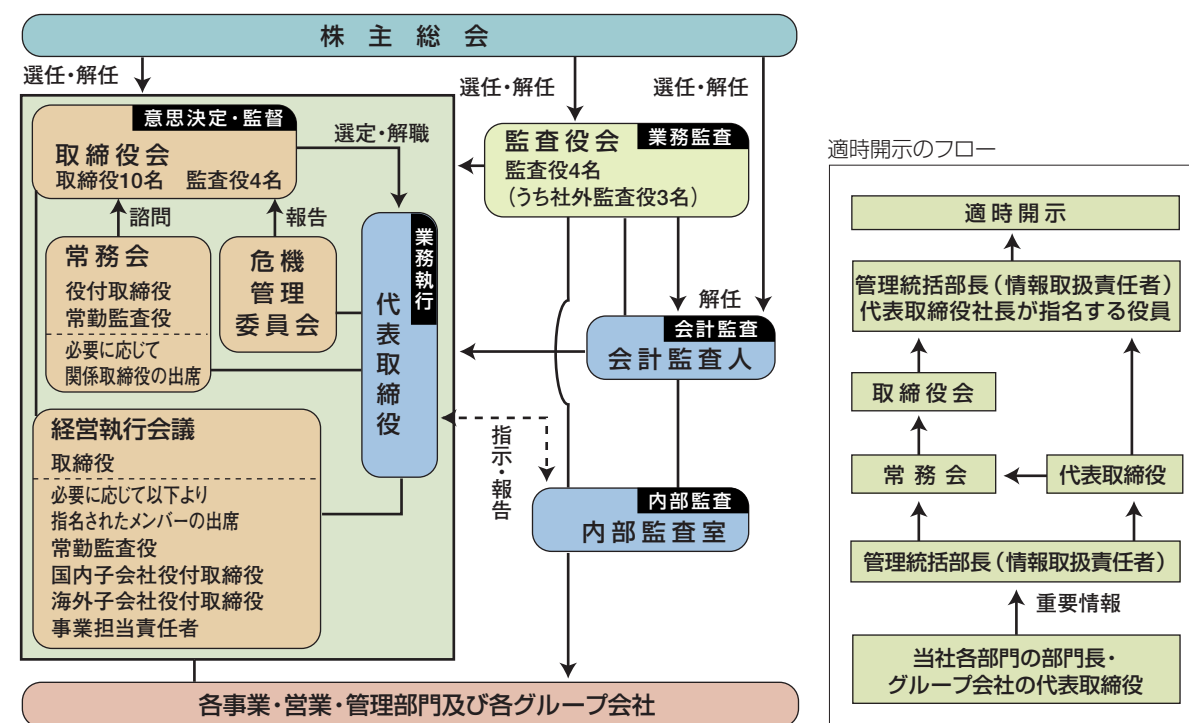 株主総会
選任・解任
選任・解任
選任・解任
意思決定・監督
取締役会
取締役10名 監査役4名
選定・解職
監査役会
業務監査
監査役4名
(うち社外監査役3名)
諮問
報告
常務会
役付取締役
常勤監査役
必要に応じて
関係取締役の出席
危機
管理
委員会
業務執行
代表取締役
解任
会計監査
会計監査人
経営執行会議
取締役
必要に応じて以下より
指名されたメンバーの出席
常勤監査役
国内子会社役付取締役
海外子会社役付取締役
事業担当責任者
指示・報告
内部監査
内部監査室
各事業・営業・管理部門及び各グループ会社
適時開示のフロー
適時開示
管理統括部長(情報取扱責任者)
代表取締役社長が指名する役員
取締役会
常務会
代表取締役
管理統括部長(情報取扱責任者)
重要情報
当社各部門の部門長・
グループ会社の代表取締役